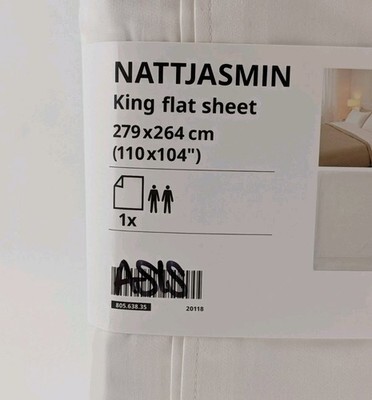 NATTJASMIN
King flat sheet
279x264 cm
(110x104")
1x
ASIS
805.638.35
20118